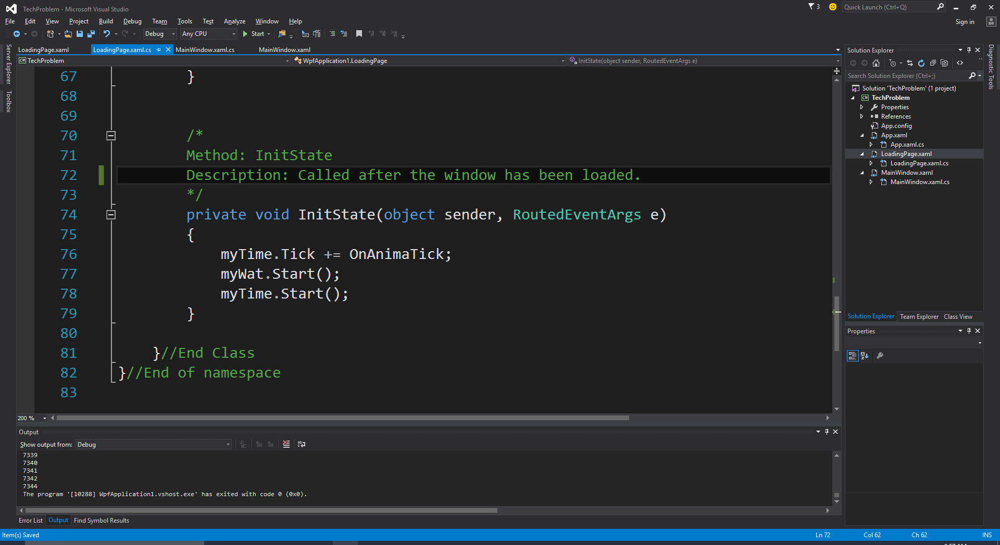 TechProblem - Microsoft Visual Studio
3
Quick Launch (Ctrl+Q)
File Edit View Project Build Debug Team Tools Test Analyze Window Help
Sign in
Debug Any CPU Start
Server Explorer
Toolbox
LoadingPage.xaml LoadingPage.xaml.cs MainWindow.xaml.cs MainWindow.xaml
TechProblem WpfApplication1.LoadingPage InitState(object sender, RoutedEventArgs e)
67 }
68
69
70 /*
71 Method: InitState
72 Description: Called after the window has been loaded.
73 */
74 private void InitState(object sender, RoutedEventArgs e)
75 {
76 myTime.Tick += OnAnimaTick;
77 myWat.Start();
78 myTime.Start();
79 }
80
81 }//End Class
82 }//End of namespace
83
200 %
Output
Show output from: Debug
7339
7340
7341
7342
7344
The program '[10288] WpfApplication1.vshost.exe' has exited with code 0 (0x0).
Error List Output Find Symbol Results
Solution Explorer
Search Solution Explorer (Ctrl+;)
Solution 'TechProblem' (1 project)
C# TechProblem
Properties
References
App.config
App.xaml
App.xaml.cs
LoadingPage.xaml
LoadingPage.xaml.cs
MainWindow.xaml
MainWindow.xaml.cs
Solution Explorer Team Explorer Class View
Properties
Diagnostic Tools
Item(s) Saved Ln 72 Col 62 Ch 62 INS